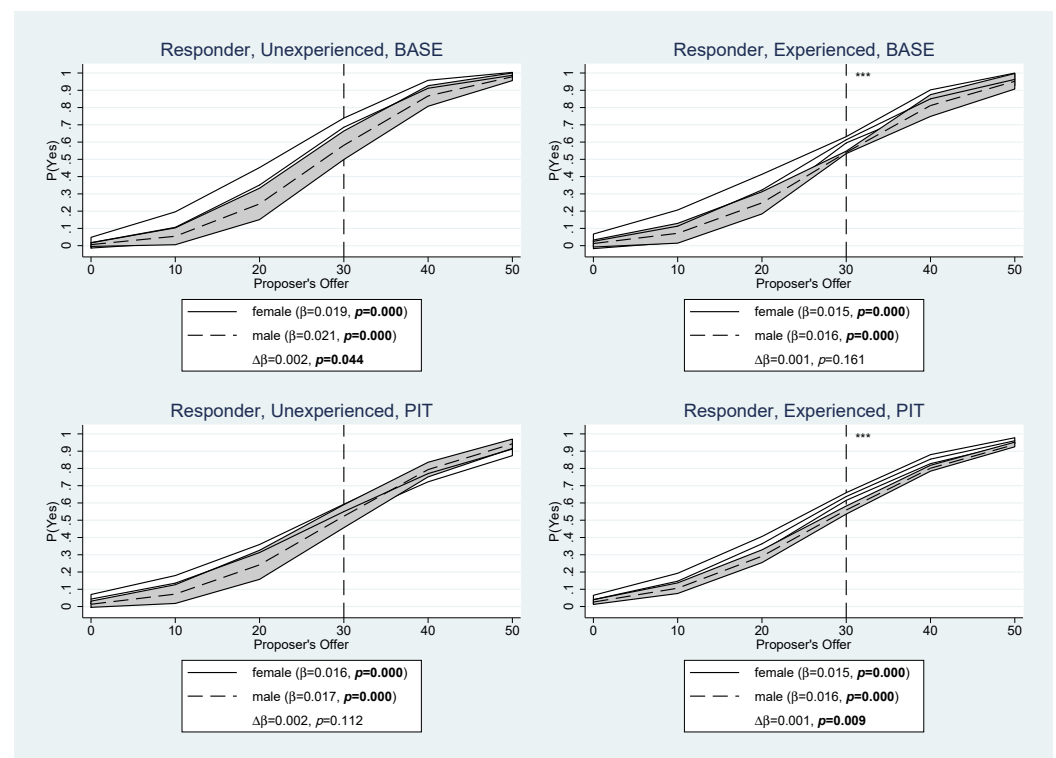 Responder, Unexperienced, BASE
P(Yes)
0 .1 .2 .3 .4 .5 .6 .7 .8 .9 1
0 10 20 30 40 50
Proposer's Offer
female (β=0.019, p=0.000)
male (β=0.021, p=0.000)
Δβ=0.002, p=0.044
Responder, Experienced, BASE
***
P(Yes)
0 .1 .2 .3 .4 .5 .6 .7 .8 .9 1
0 10 20 30 40 50
Proposer's Offer
female (β=0.015, p=0.000)
male (β=0.016, p=0.000)
Δβ=0.001, p=0.161
Responder, Unexperienced, PIT
P(Yes)
0 .1 .2 .3 .4 .5 .6 .7 .8 .9 1
0 10 20 30 40 50
Proposer's Offer
female (β=0.016, p=0.000)
male (β=0.017, p=0.000)
Δβ=0.002, p=0.112
Responder, Experienced, PIT
***
P(Yes)
0 .1 .2 .3 .4 .5 .6 .7 .8 .9 1
0 10 20 30 40 50
Proposer's Offer
female (β=0.015, p=0.000)
male (β=0.016, p=0.000)
Δβ=0.001, p=0.009